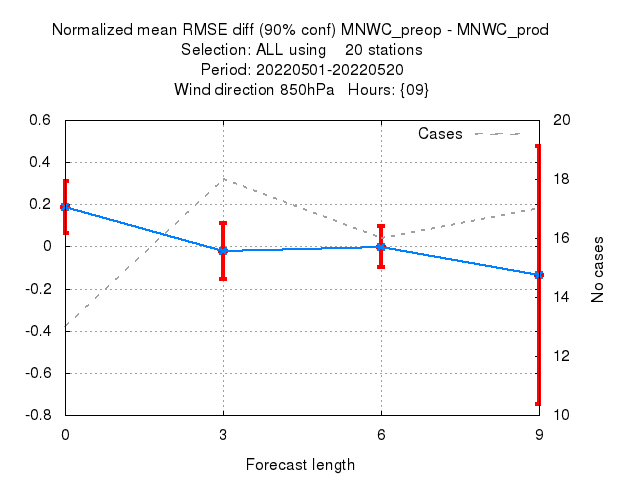 Normalized mean RMSE diff (90% conf) MNWC_preop - MNWC_prod
Selection: ALL using 20 stations
Period: 20220501-20220520
Wind direction 850hPa Hours: {09}
Cases
0.6
0.4
0.2
0
-0.2
-0.4
-0.6
-0.8
20
18
16
14
12
10
No cases
0 3 6 9
Forecast length